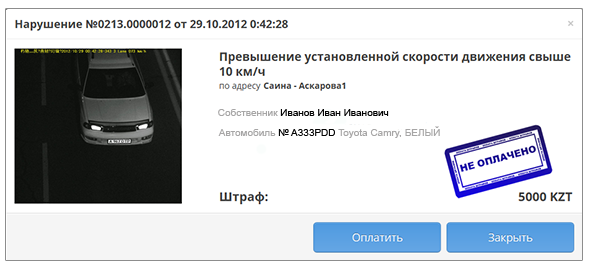 Нарушение №0213.0000012 от 29.10.2012 0:42:28
×
Превышение установленной скорости движения свыше
10 км/ч
по адресу Саина - Аскарова1
Собственник Иванов Иван Иванович
Автомобиль № A333PDD Toyota Camry, БЕЛЫЙ
НЕ ОПЛАЧЕНО
Штраф: 5000 KZT
Оплатить Закрыть